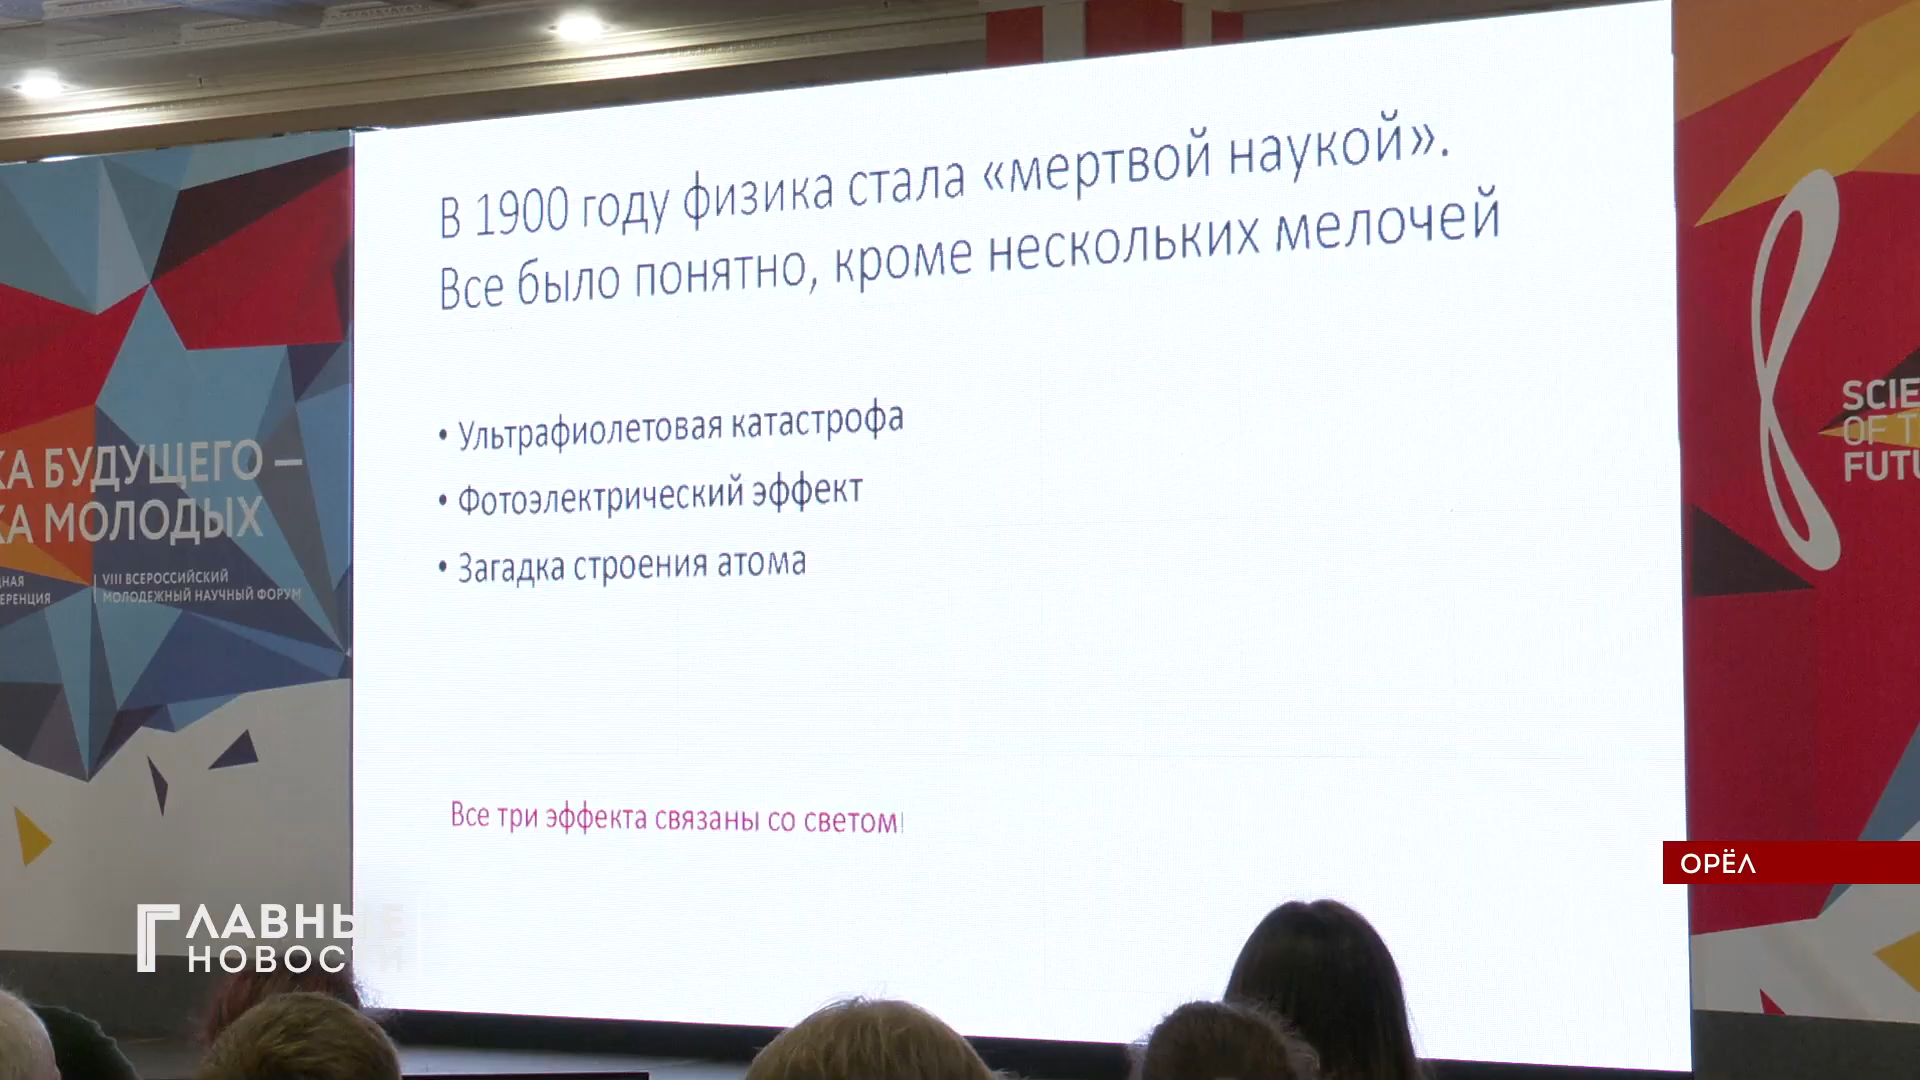 В 1900 году физика стала «мертвой наукой».
Все было понятно, кроме нескольких мелочей
• Ультрафиолетовая катастрофа
• Фотоэлектрический эффект
• Загадка строения атома
Все три эффекта связаны со светом!
КА БУДУЩЕГО –
КА МОЛОДЫХ
VIII ВСЕРОССИЙСКИЙ
МОЛОДЕЖНЫЙ НАУЧНЫЙ ФОРУМ
SCIE
OF T
FUTU
ОРЁЛ
ГЛАВНЫЕ
НОВОСТИ